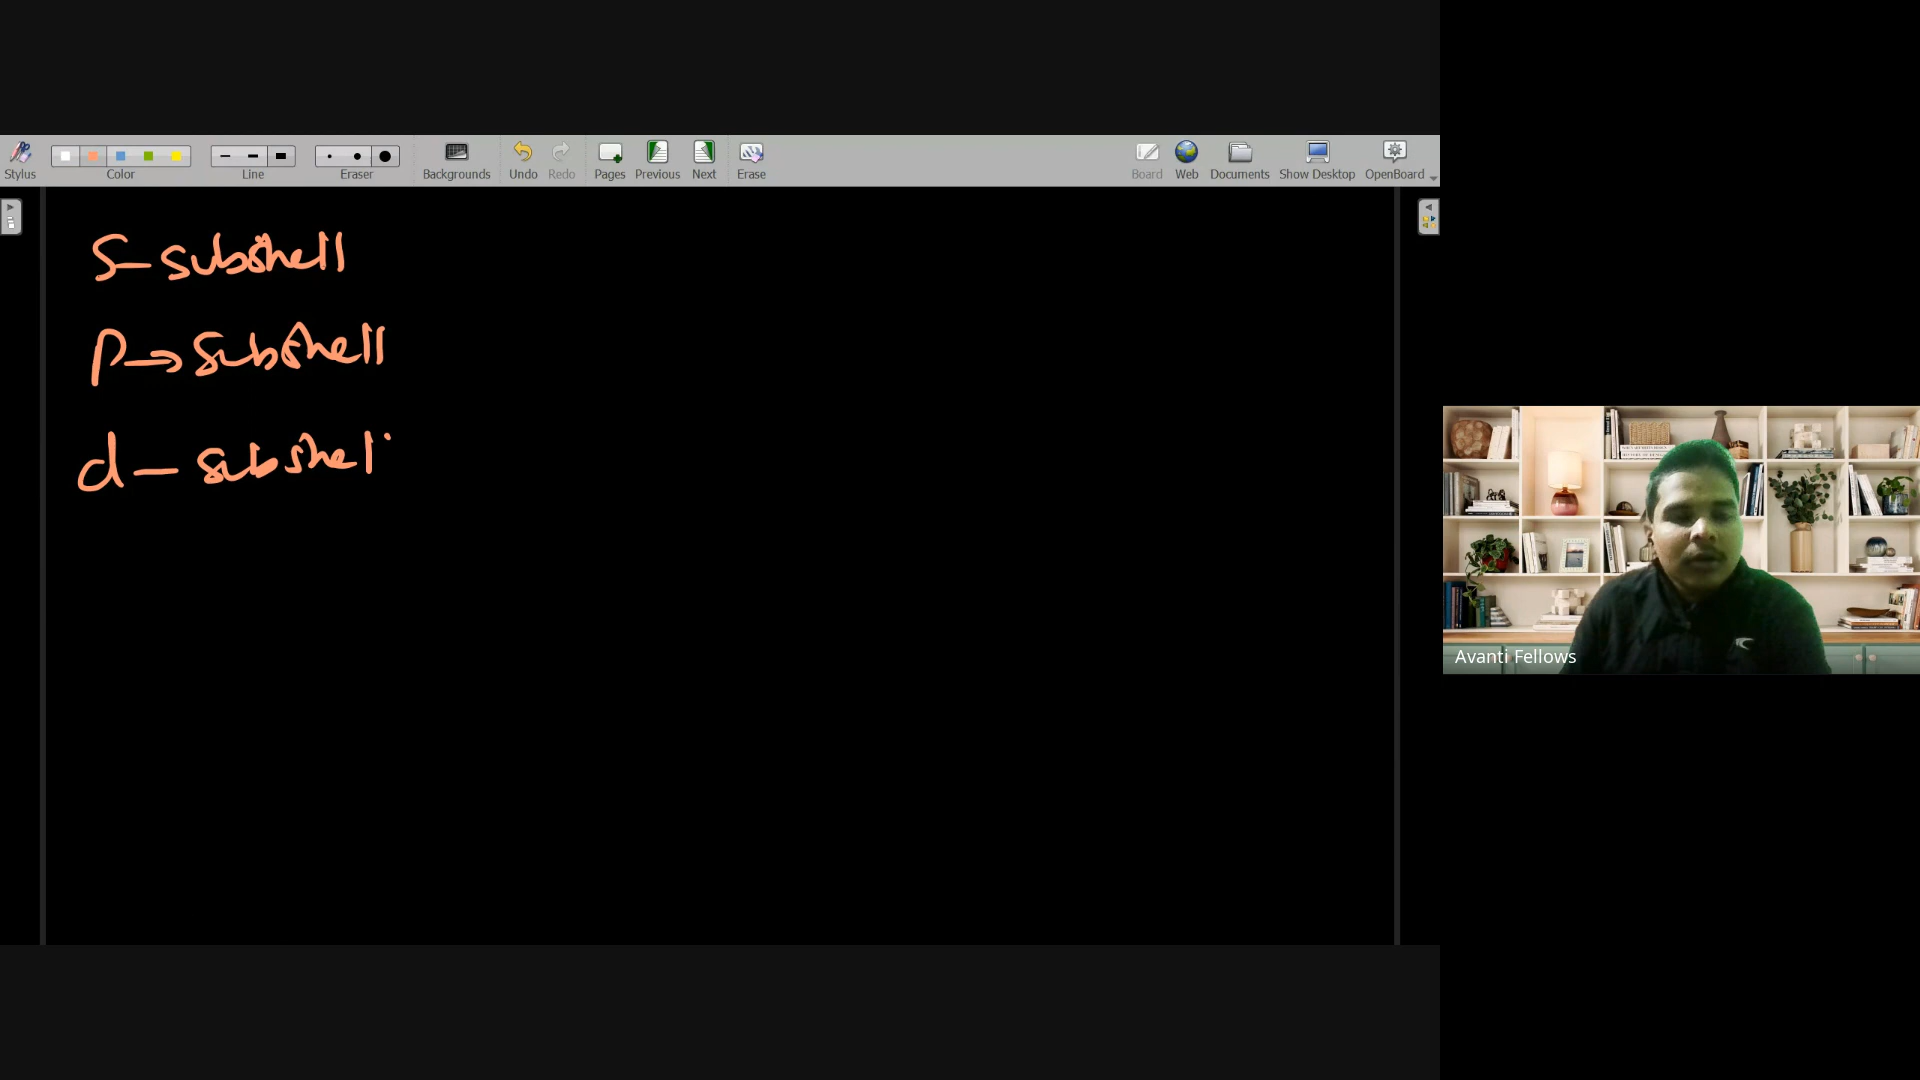 Stylus Color Line Eraser Backgrounds Undo Redo Pages Previous Next Erase Board Web Documents Show Desktop OpenBoard
S - subshell
P → subshell
d - subshel
Avanti Fellows